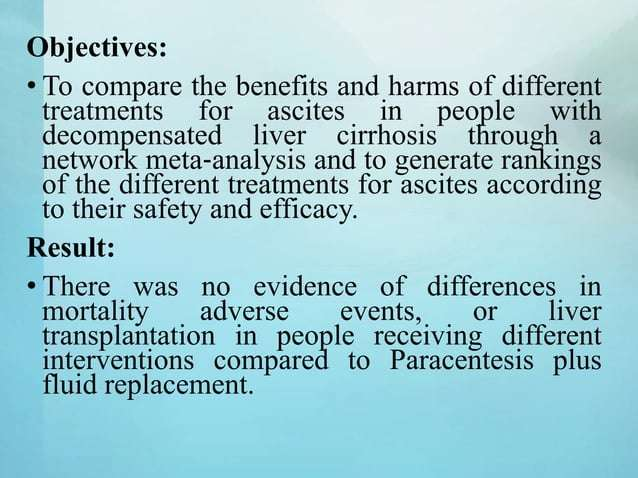 Objectives:
• To compare the benefits and harms of different
treatments for ascites in people with
decompensated liver cirrhosis through a
network meta-analysis and to generate rankings
of the different treatments for ascites according
to their safety and efficacy.
Result:
• There was no evidence of differences in
mortality adverse events, or liver
transplantation in people receiving different
interventions compared to Paracentesis plus
fluid replacement.